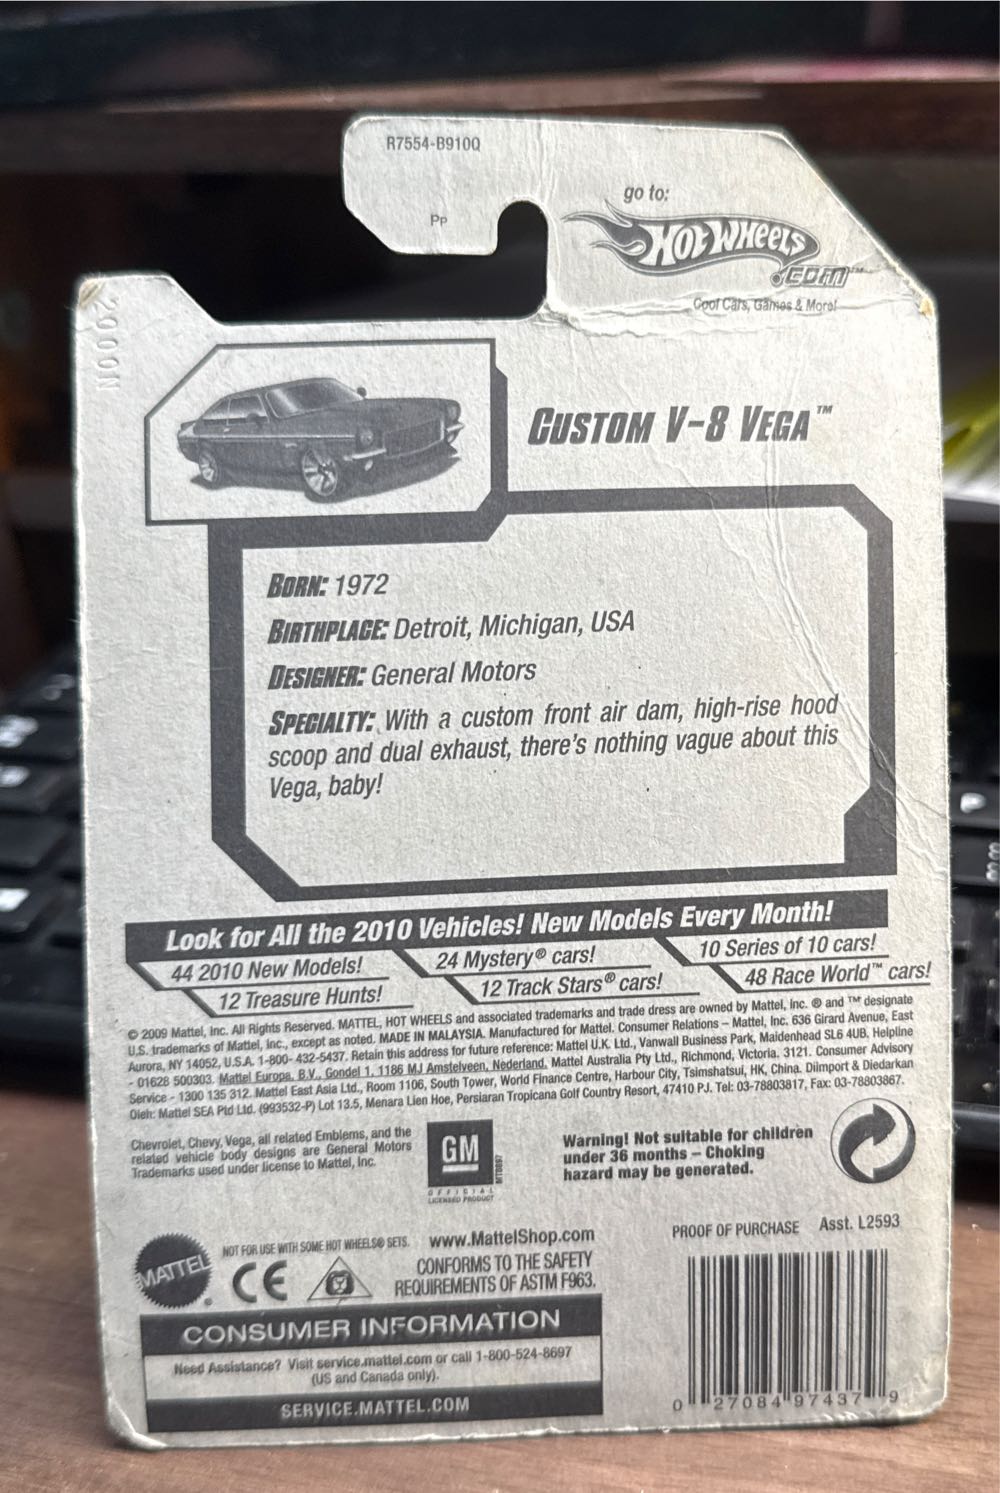 R7554-B910Q
Pp
go to:
HOT WHEELS
.COM™
Cool Cars, Games & More!
CUSTOM V-8 VEGA™
BORN: 1972
BIRTHPLACE: Detroit, Michigan, USA
DESIGNER: General Motors
SPECIALTY: With a custom front air dam, high-rise hood
scoop and dual exhaust, there's nothing vague about this
Vega, baby!
Look for All the 2010 Vehicles! New Models Every Month!
44 2010 New Models!
24 Mystery® cars!
10 Series of 10 cars!
12 Treasure Hunts!
12 Track Stars® cars!
48 Race World™ cars!
© 2009 Mattel, Inc. All Rights Reserved. MATTEL, HOT WHEELS and associated trademarks and trade dress are owned by Mattel, Inc. ® and ™ designate
U.S. trademarks of Mattel, Inc., except as noted. MADE IN MALAYSIA. Manufactured for Mattel. Consumer Relations – Mattel, Inc. 636 Girard Avenue, East
Aurora, NY 14052, U.S.A. 1-800- 432-5437. Retain this address for future reference: Mattel U.K. Ltd., Vanwall Business Park, Maidenhead SL6 4UB. Helpline
- 01628 500303. Mattel Europa, B.V., Gondel 1, 1186 MJ Amstelveen, Nederland. Mattel Australia Pty Ltd., Richmond, Victoria. 3121. Consumer Advisory
Service - 1300 135 312. Mattel East Asia Ltd., Room 1106, South Tower, World Finance Centre, Harbour City, Tsimshatsui, HK, China. Diimport & Diedarkan
Oleh: Mattel SEA Ptd Ltd. (993532-P) Lot 13.5, Menara Lien Hoe, Persiaran Tropicana Golf Country Resort, 47410 PJ. Tel: 03-78803817, Fax: 03-78803867.
Chevrolet, Chevy, Vega, all related Emblems, and the
related vehicle body designs are General Motors
Trademarks used under license to Mattel, Inc.
GM
OFFICIAL
LICENSED PRODUCT
Warning! Not suitable for children
under 36 months – Choking
hazard may be generated.
PROOF OF PURCHASE Asst. L2593
MATTEL®
NOT FOR USE WITH SOME HOT WHEELS® SETS.
www.MattelShop.com
CE
CONFORMS TO THE SAFETY
REQUIREMENTS OF ASTM F963.
CONSUMER INFORMATION
Need Assistance? Visit service.mattel.com or call 1-800-524-8697
(US and Canada only).
SERVICE.MATTEL.COM
0 27084 97437 9